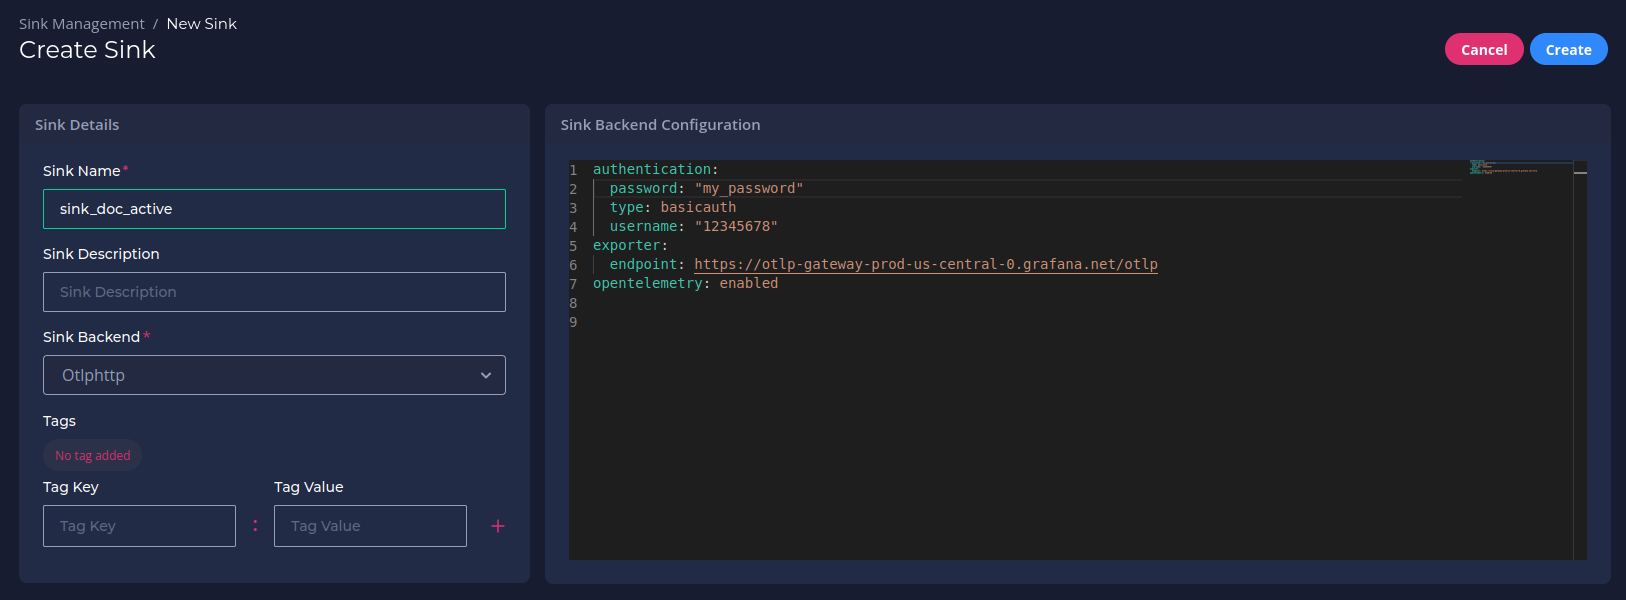 Sink Management / New Sink
Create Sink
Cancel
Create
Sink Details
Sink Name*
sink_doc_active
Sink Description
Sink Description
Sink Backend*
Otlphttp
Tags
No tag added
Tag Key
Tag Value
Tag Key : Tag Value +
Sink Backend Configuration
1 authentication:
2   password: "my_password"
3   type: basicauth
4   username: "12345678"
5 exporter:
6   endpoint: https://otlp-gateway-prod-us-central-0.grafana.net/otlp
7 opentelemetry: enabled
8
9